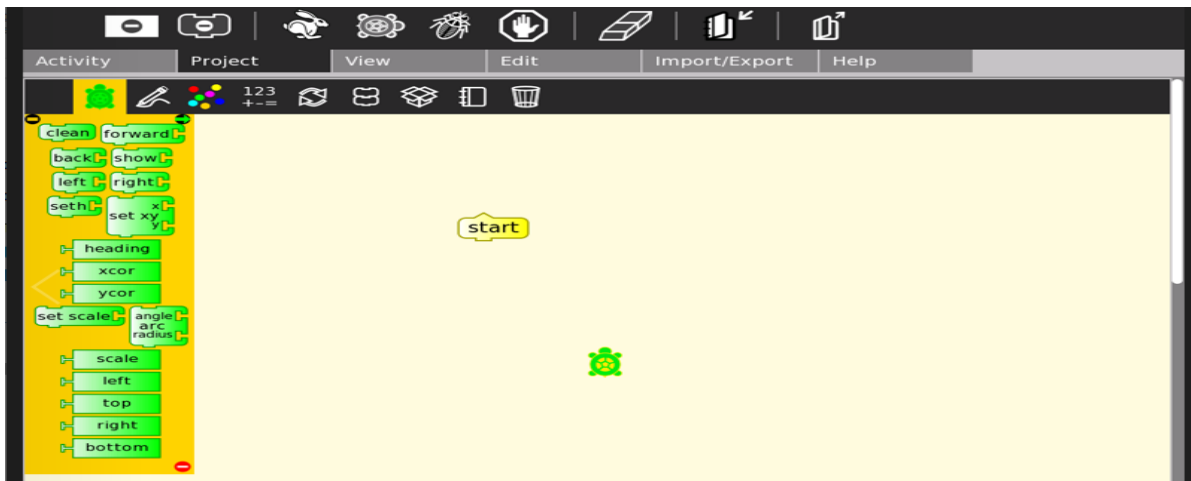 Activity Project View Edit Import/Export Help
123
+-=
clean forward
back show
left right
seth set xy x y
heading
xcor
ycor
set scale angle arc radius
scale
left
top
right
bottom
start